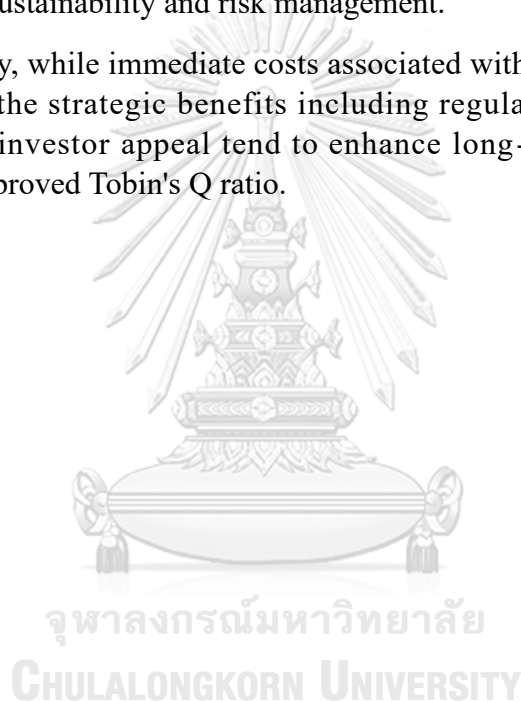 ustainability and risk management.
y, while immediate costs associated with
the strategic benefits including regula
investor appeal tend to enhance long-
proved Tobin's Q ratio.
จุฬาลงกรณ์มหาวิทยาลัย
CHULALONGKORN UNIVERSITY